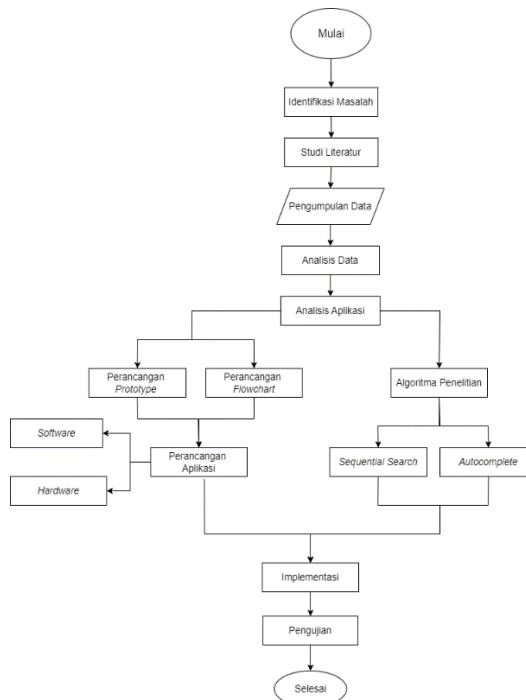 Mulai
Identifikasi Masalah
Studi Literatur
Pengumpulan Data
Analisis Data
Analisis Aplikasi
Perancangan
Prototype
Perancangan
Flowchart
Algoritma Penelitian
Software
Hardware
Perancangan
Aplikasi
Sequential Search
Autocomplete
Implementasi
Pengujian
Selesai